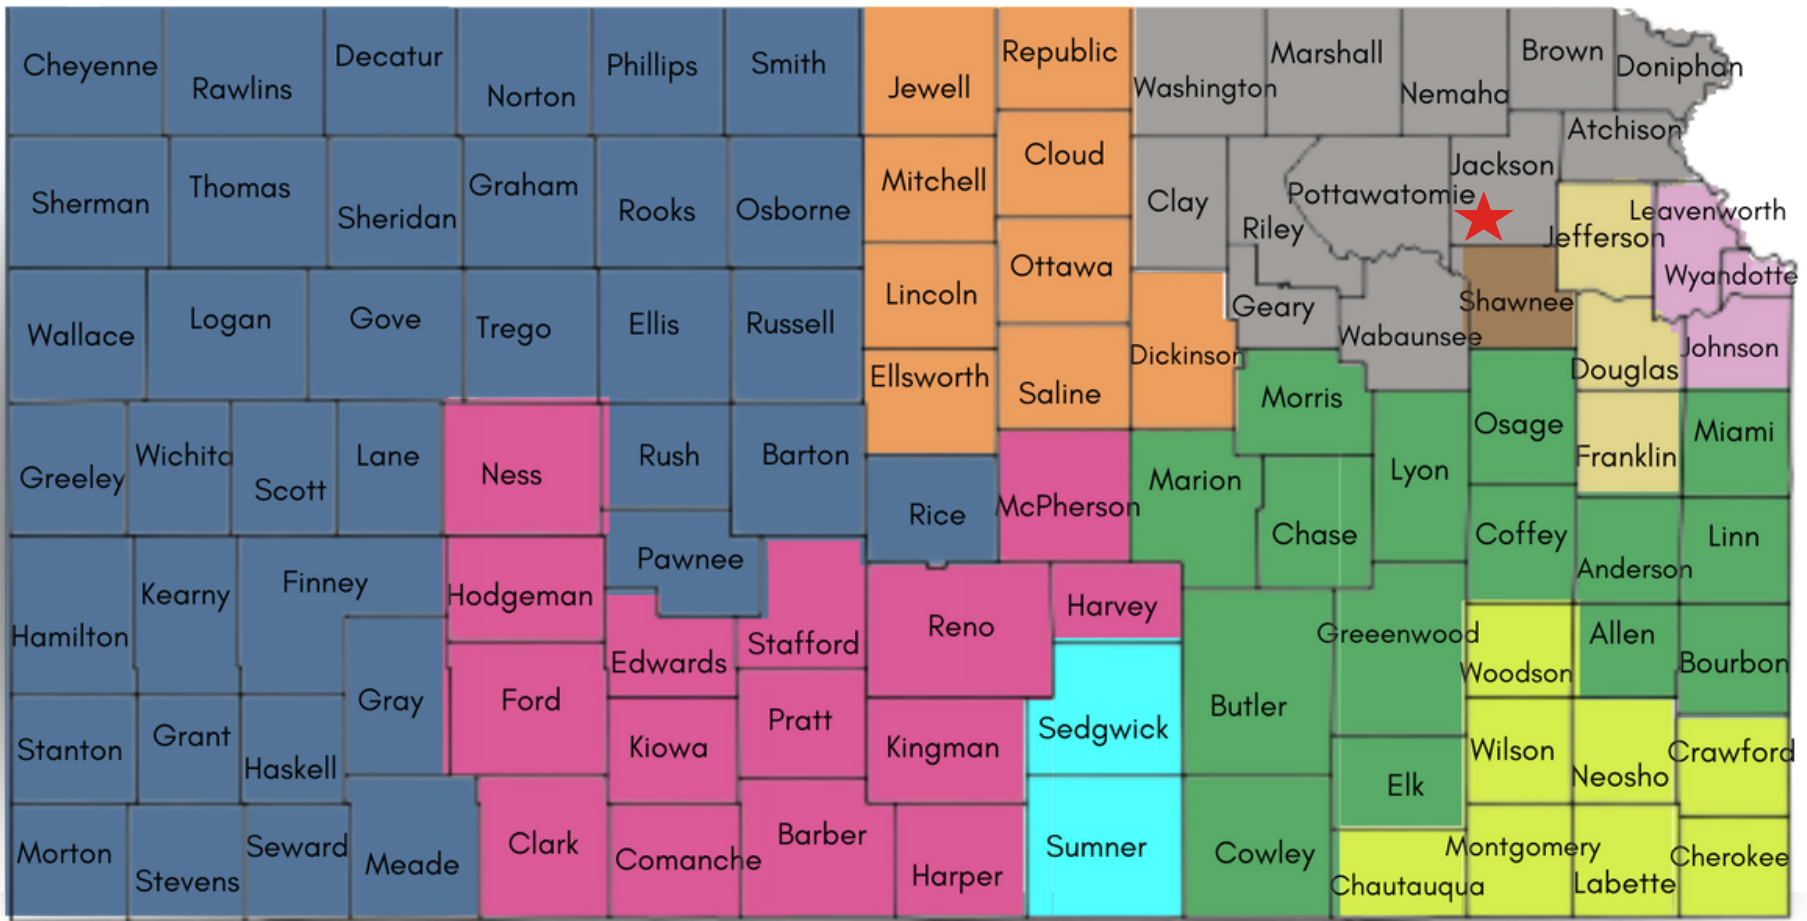 Cheyenne
Rawlins
Decatur
Norton
Phillips
Smith
Jewell
Republic
Washington
Marshall
Nemaha
Brown
Doniphan
Sherman
Thomas
Sheridan
Graham
Rooks
Osborne
Mitchell
Cloud
Clay
Riley
Pottawatomie
Jackson
Atchison
Jefferson
Leavenworth
Wyandotte
Wallace
Logan
Gove
Trego
Ellis
Russell
Lincoln
Ottawa
Ellsworth
Saline
Dickinson
Geary
Wabaunsee
Shawnee
Douglas
Johnson
Greeley
Wichita
Scott
Lane
Ness
Rush
Barton
Rice
McPherson
Marion
Morris
Chase
Lyon
Osage
Franklin
Miami
Hamilton
Kearny
Finney
Hodgeman
Pawnee
Edwards
Stafford
Reno
Harvey
Coffey
Anderson
Linn
Stanton
Grant
Haskell
Gray
Ford
Kiowa
Pratt
Kingman
Sedgwick
Butler
Greeenwood
Woodson
Allen
Bourbon
Elk
Wilson
Neosho
Crawford
Morton
Stevens
Seward
Meade
Clark
Comanche
Barber
Harper
Sumner
Cowley
Chautauqua
Montgomery
Labette
Cherokee